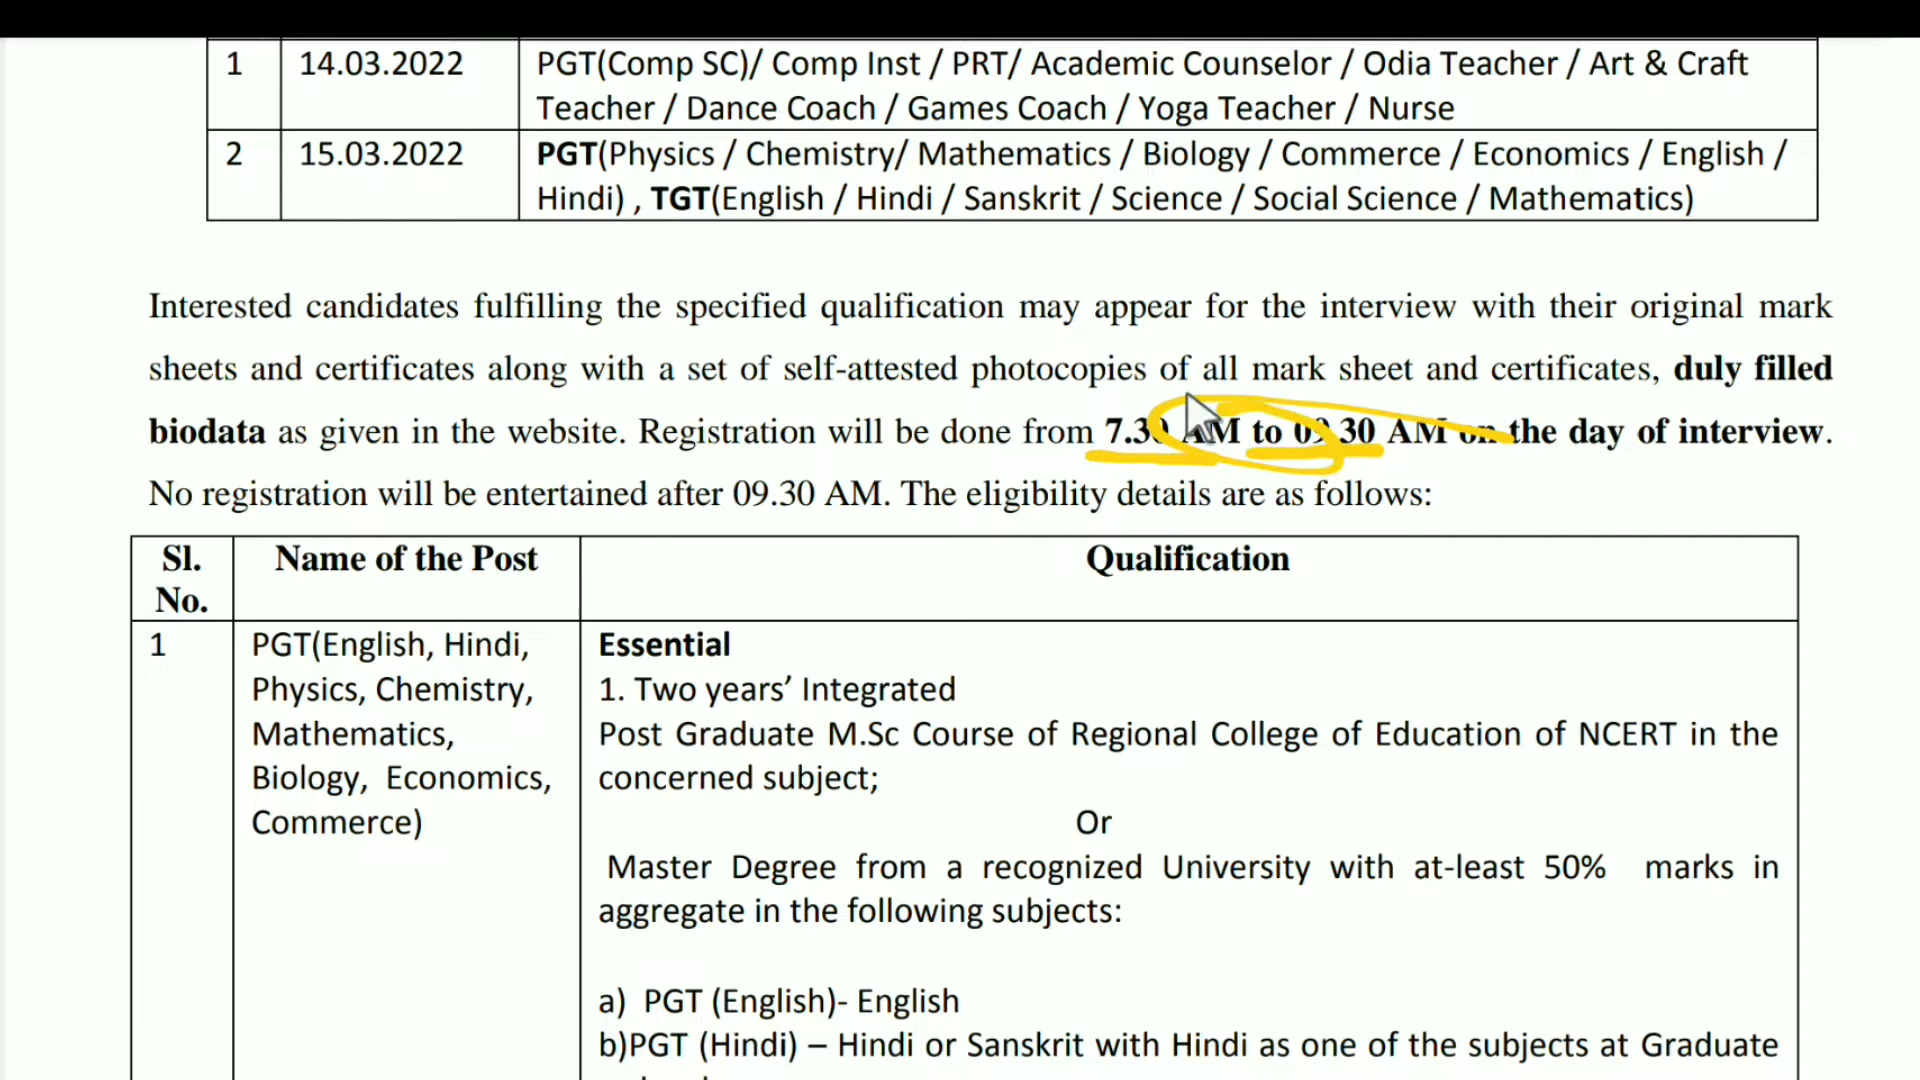 1 14.03.2022 PGT(Comp SC)/ Comp Inst / PRT/ Academic Counselor / Odia Teacher / Art & Craft
Teacher / Dance Coach / Games Coach / Yoga Teacher / Nurse
2 15.03.2022 PGT(Physics / Chemistry/ Mathematics / Biology / Commerce / Economics / English /
Hindi) , TGT(English / Hindi / Sanskrit / Science / Social Science / Mathematics)
Interested candidates fulfilling the specified qualification may appear for the interview with their original mark
sheets and certificates along with a set of self-attested photocopies of all mark sheet and certificates, duly filled
biodata as given in the website. Registration will be done from 7.30 AM to 09.30 AM on the day of interview.
No registration will be entertained after 09.30 AM. The eligibility details are as follows:
Sl. Name of the Post Qualification
No.
1 PGT(English, Hindi, Essential
Physics, Chemistry, 1. Two years’ Integrated
Mathematics, Post Graduate M.Sc Course of Regional College of Education of NCERT in the
Biology, Economics, concerned subject;
Commerce) Or
Master Degree from a recognized University with at-least 50% marks in
aggregate in the following subjects:
a) PGT (English)- English
b)PGT (Hindi) – Hindi or Sanskrit with Hindi as one of the subjects at Graduate